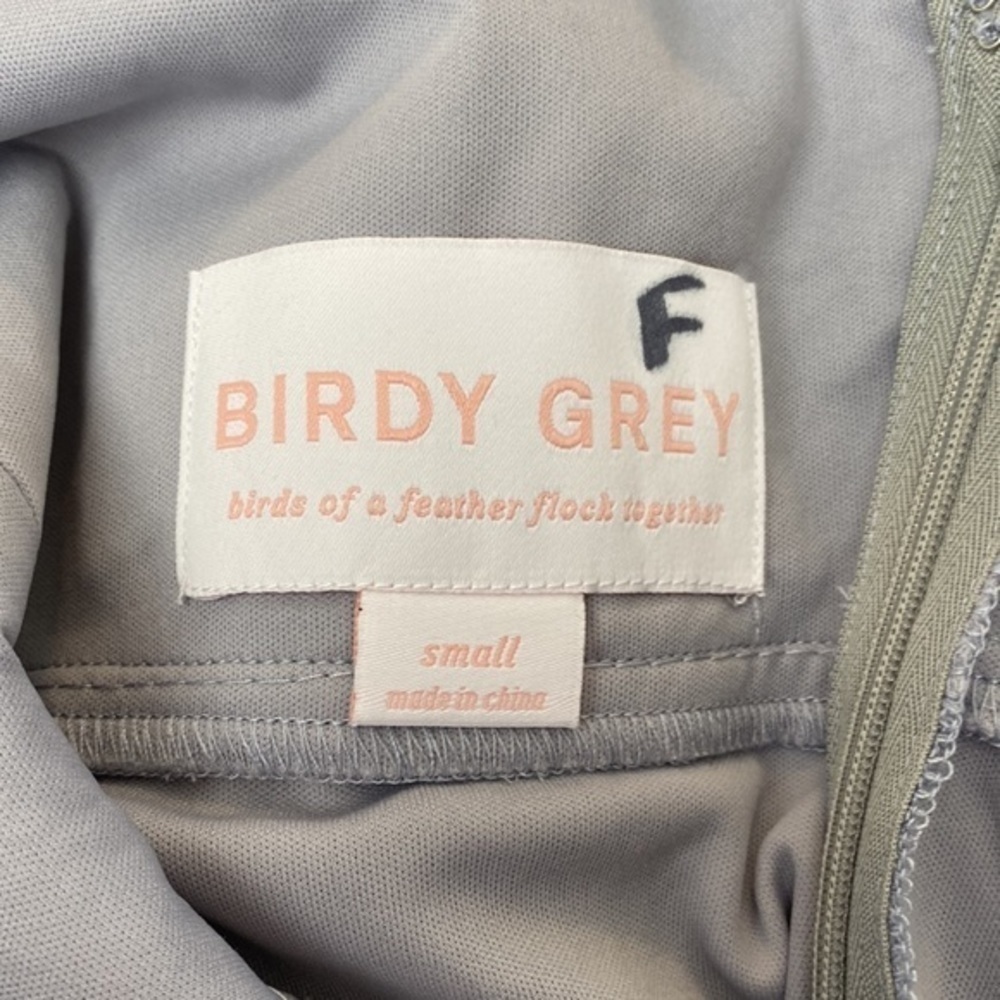 F
BIRDY GREY
birds of a feather flock together
small
made in china